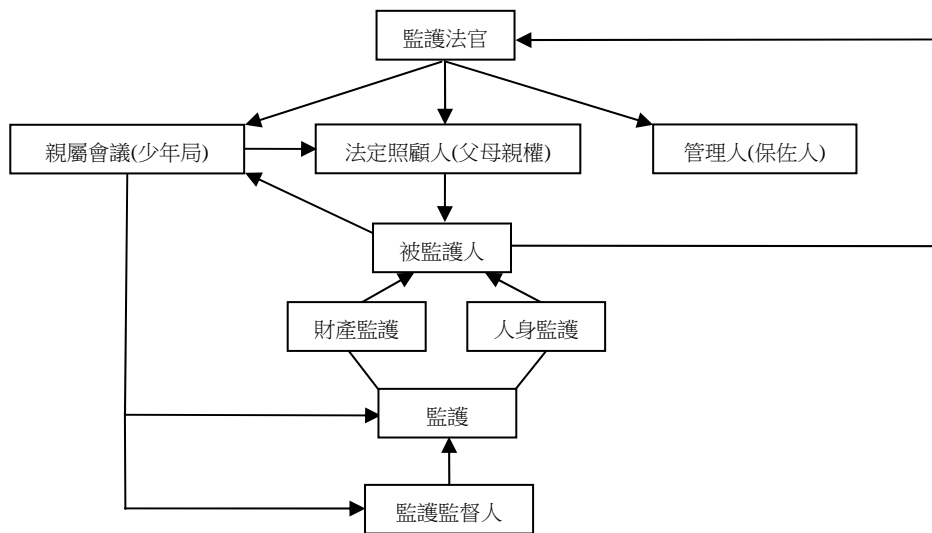 監護法官
親屬會議(少年局)
法定照顧人(父母親權)
管理人(保佐人)
被監護人
財產監護
人身監護
監護
監護監督人